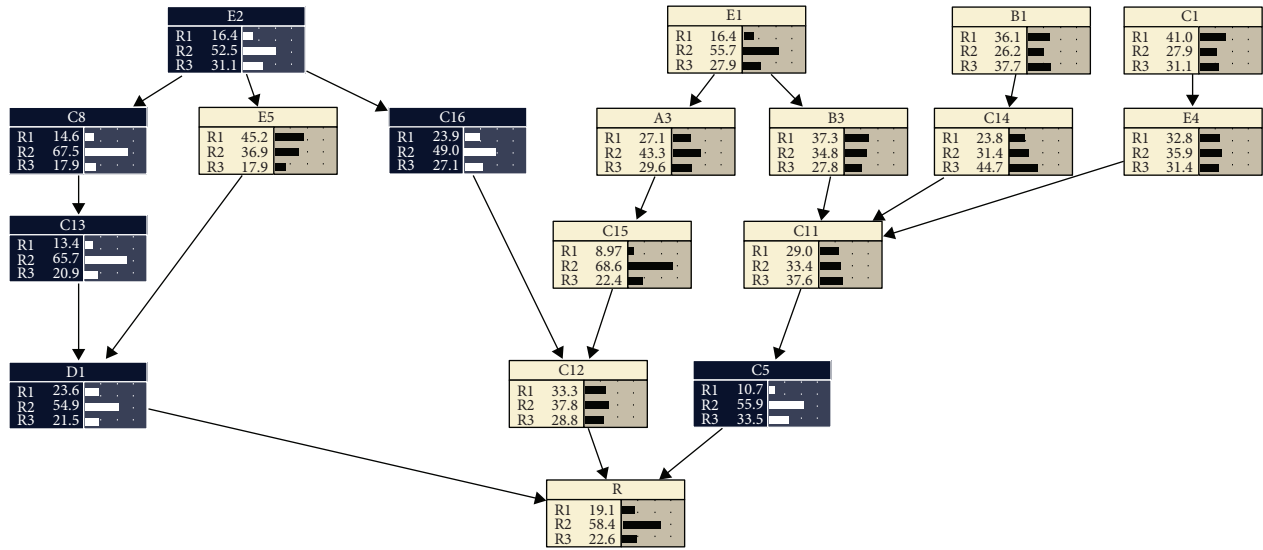 E2
R1 16.4
R2 52.5
R3 31.1
E1
R1 16.4
R2 55.7
R3 27.9
B1
R1 36.1
R2 26.2
R3 37.7
C1
R1 41.0
R2 27.9
R3 31.1
C8
R1 14.6
R2 67.5
R3 17.9
E5
R1 45.2
R2 36.9
R3 17.9
C16
R1 23.9
R2 49.0
R3 27.1
A3
R1 27.1
R2 43.3
R3 29.6
B3
R1 37.3
R2 34.8
R3 27.8
C14
R1 23.8
R2 31.4
R3 44.7
E4
R1 32.8
R2 35.9
R3 31.4
C13
R1 13.4
R2 65.7
R3 20.9
C15
R1 8.97
R2 68.6
R3 22.4
C11
R1 29.0
R2 33.4
R3 37.6
D1
R1 23.6
R2 54.9
R3 21.5
C12
R1 33.3
R2 37.8
R3 28.8
C5
R1 10.7
R2 55.9
R3 33.5
R
R1 19.1
R2 58.4
R3 22.6